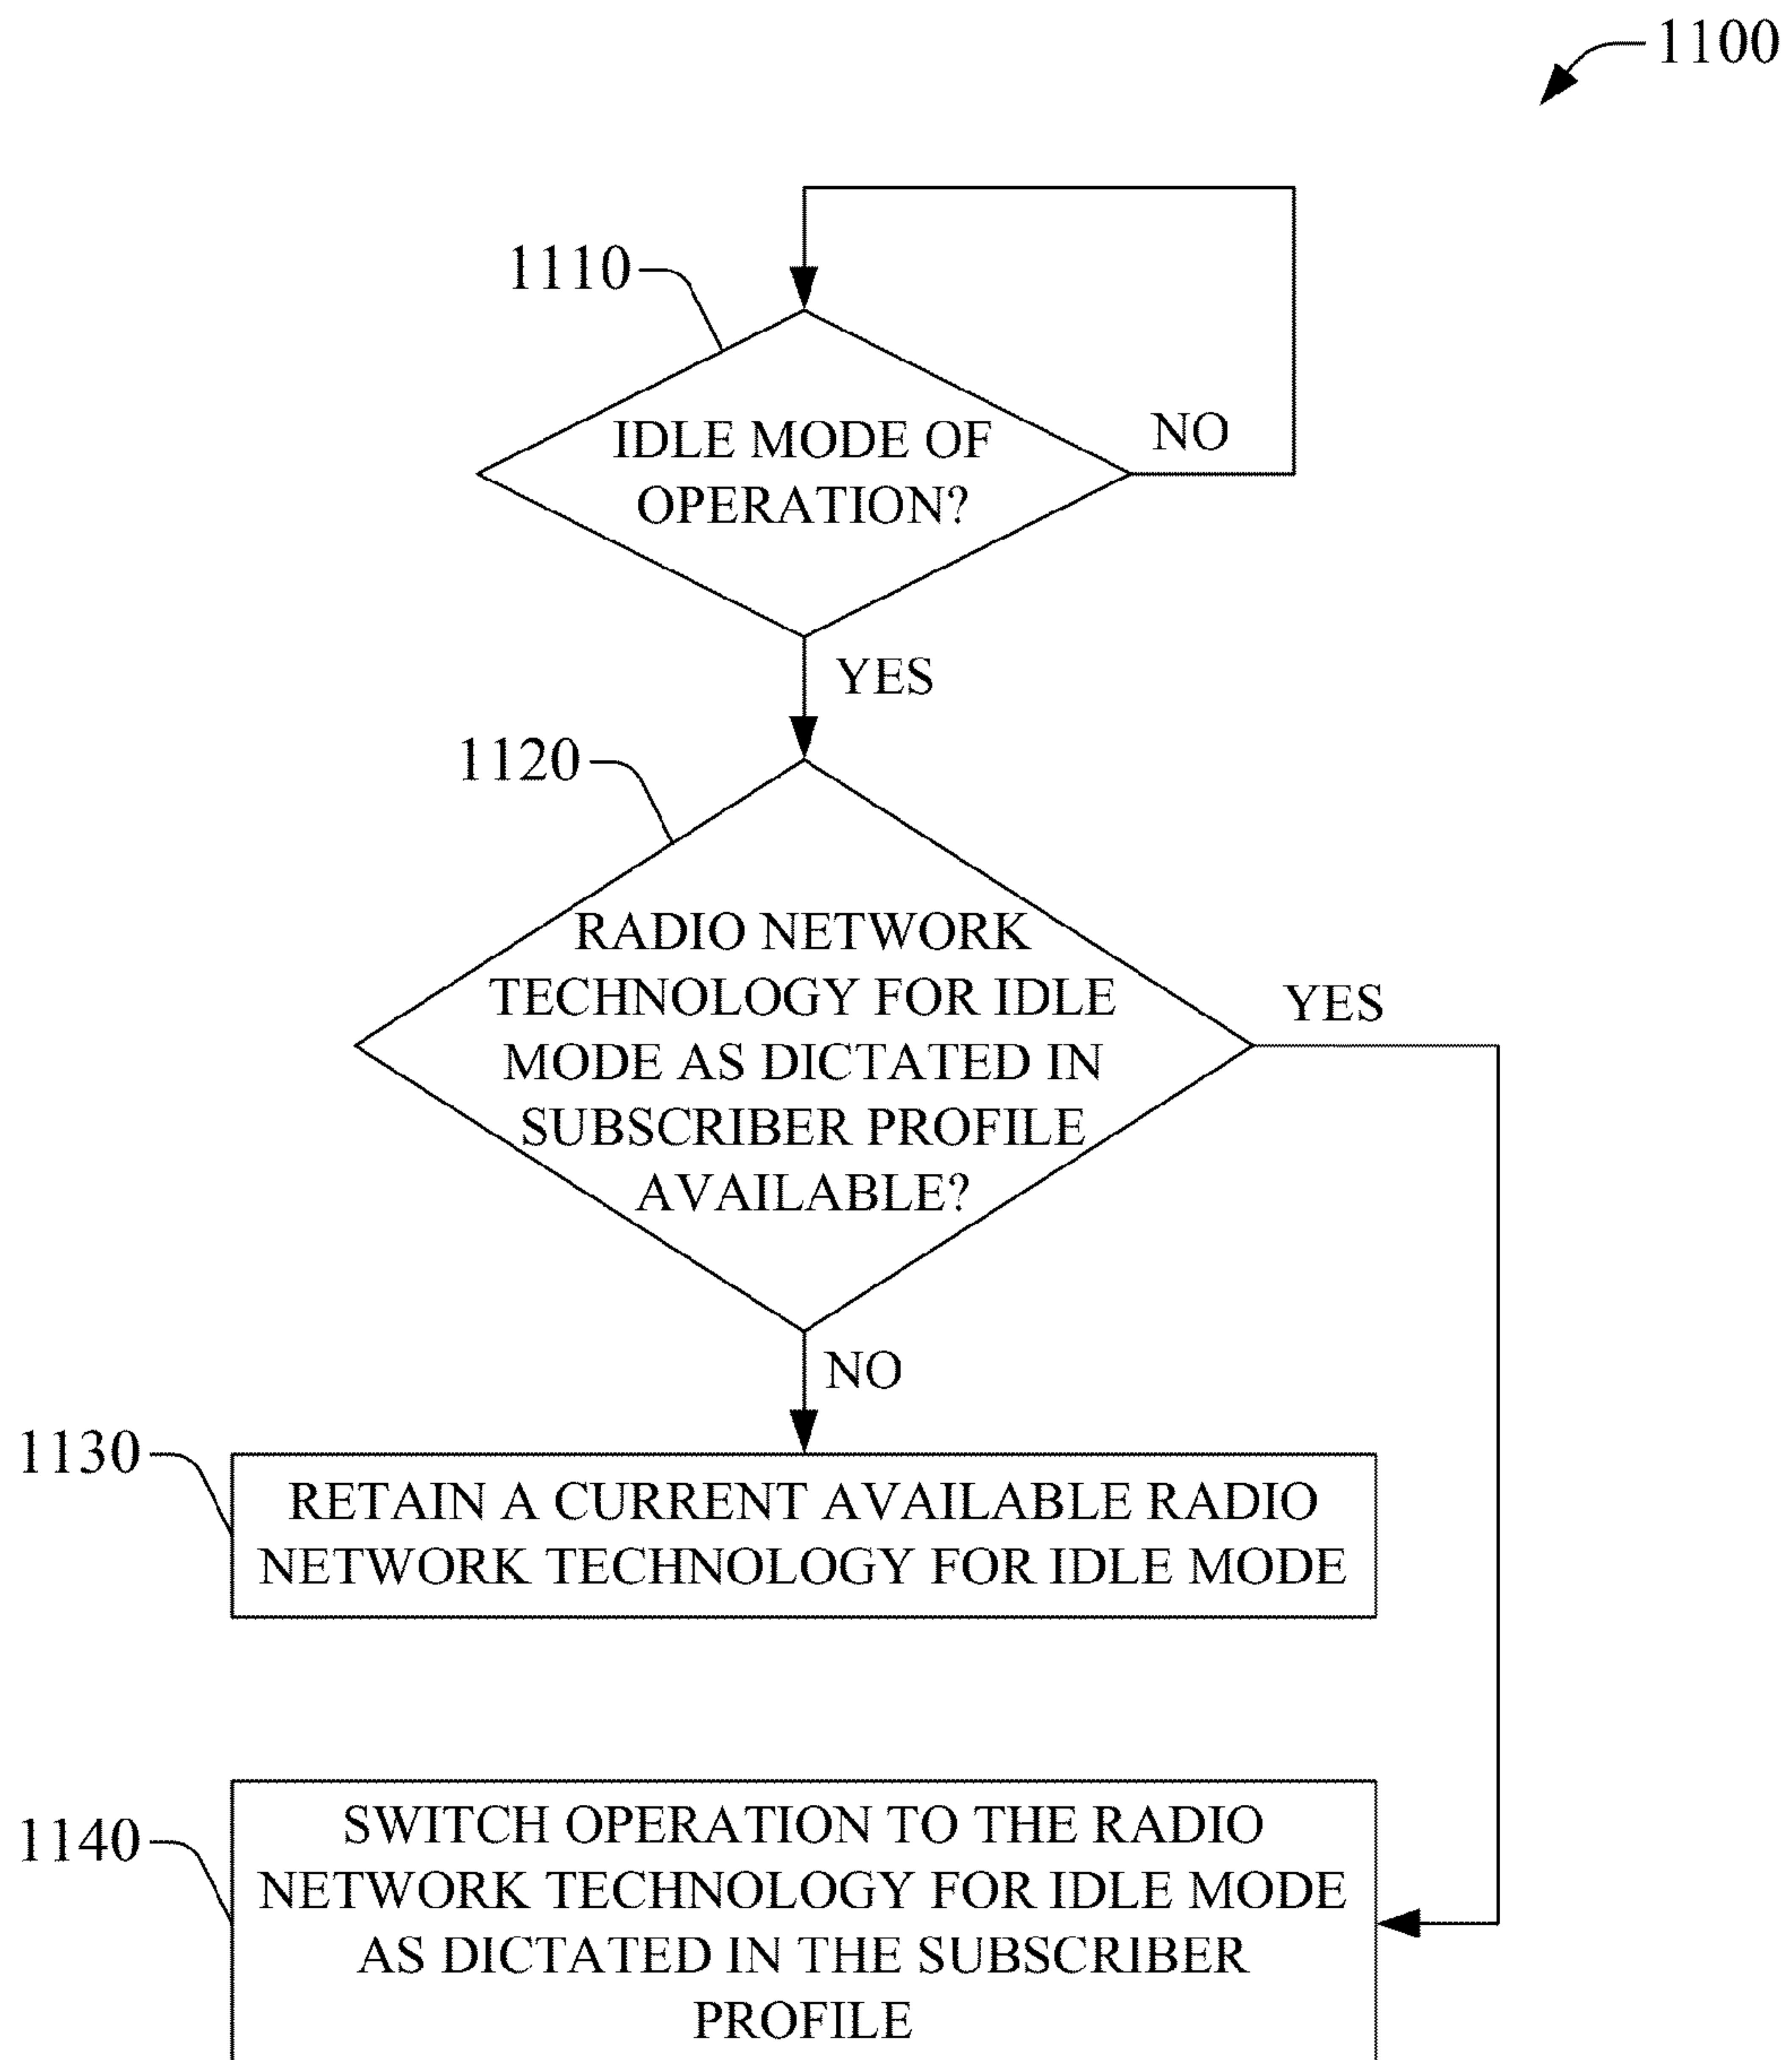 1100
1110
IDLE MODE OF
OPERATION?
NO
YES
1120
RADIO NETWORK
TECHNOLOGY FOR IDLE
MODE AS DICTATED IN
SUBSCRIBER PROFILE
AVAILABLE?
YES
NO
1130
RETAIN A CURRENT AVAILABLE RADIO
NETWORK TECHNOLOGY FOR IDLE MODE
1140
SWITCH OPERATION TO THE RADIO
NETWORK TECHNOLOGY FOR IDLE MODE
AS DICTATED IN THE SUBSCRIBER
PROFILE